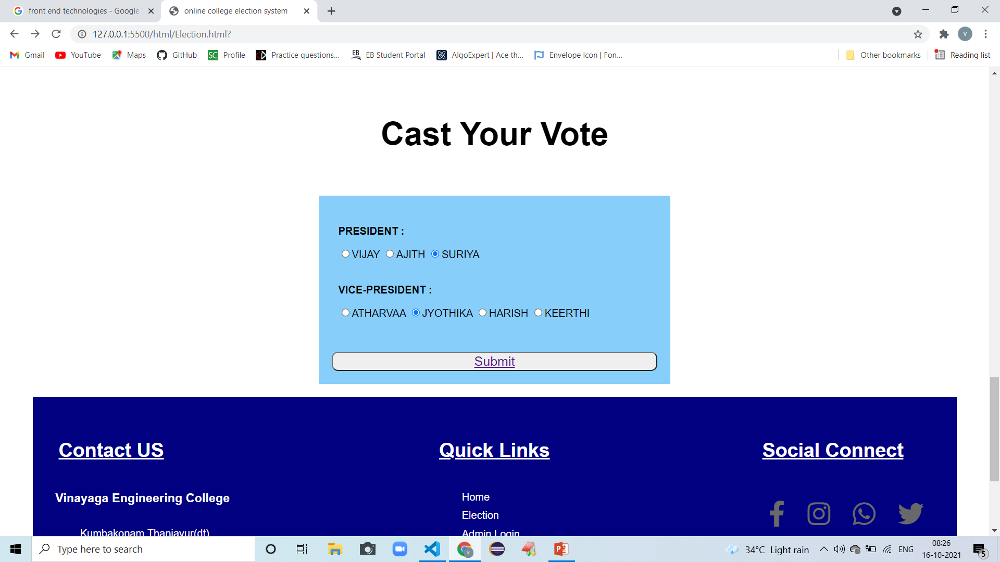 front end technologies - Google
online college election system
127.0.0.1:5500/html/Election.html?
V
Gmail
YouTube
Maps
GitHub
SC Profile
Practice questions...
EB EB Student Portal
AlgoExpert | Ace th...
Envelope Icon | Fon...
Other bookmarks
Reading list
Cast Your Vote
PRESIDENT :
VIJAY AJITH SURIYA
VICE-PRESIDENT :
ATHARVAA JYOTHIKA HARISH KEERTHI
Submit
Contact US
Quick Links
Social Connect
Vinayaga Engineering College
Kumbakonam Thanjavur(dt)
Home
Election
Admin Login
Type here to search
34°C Light rain
ENG
08:26
16-10-2021
5